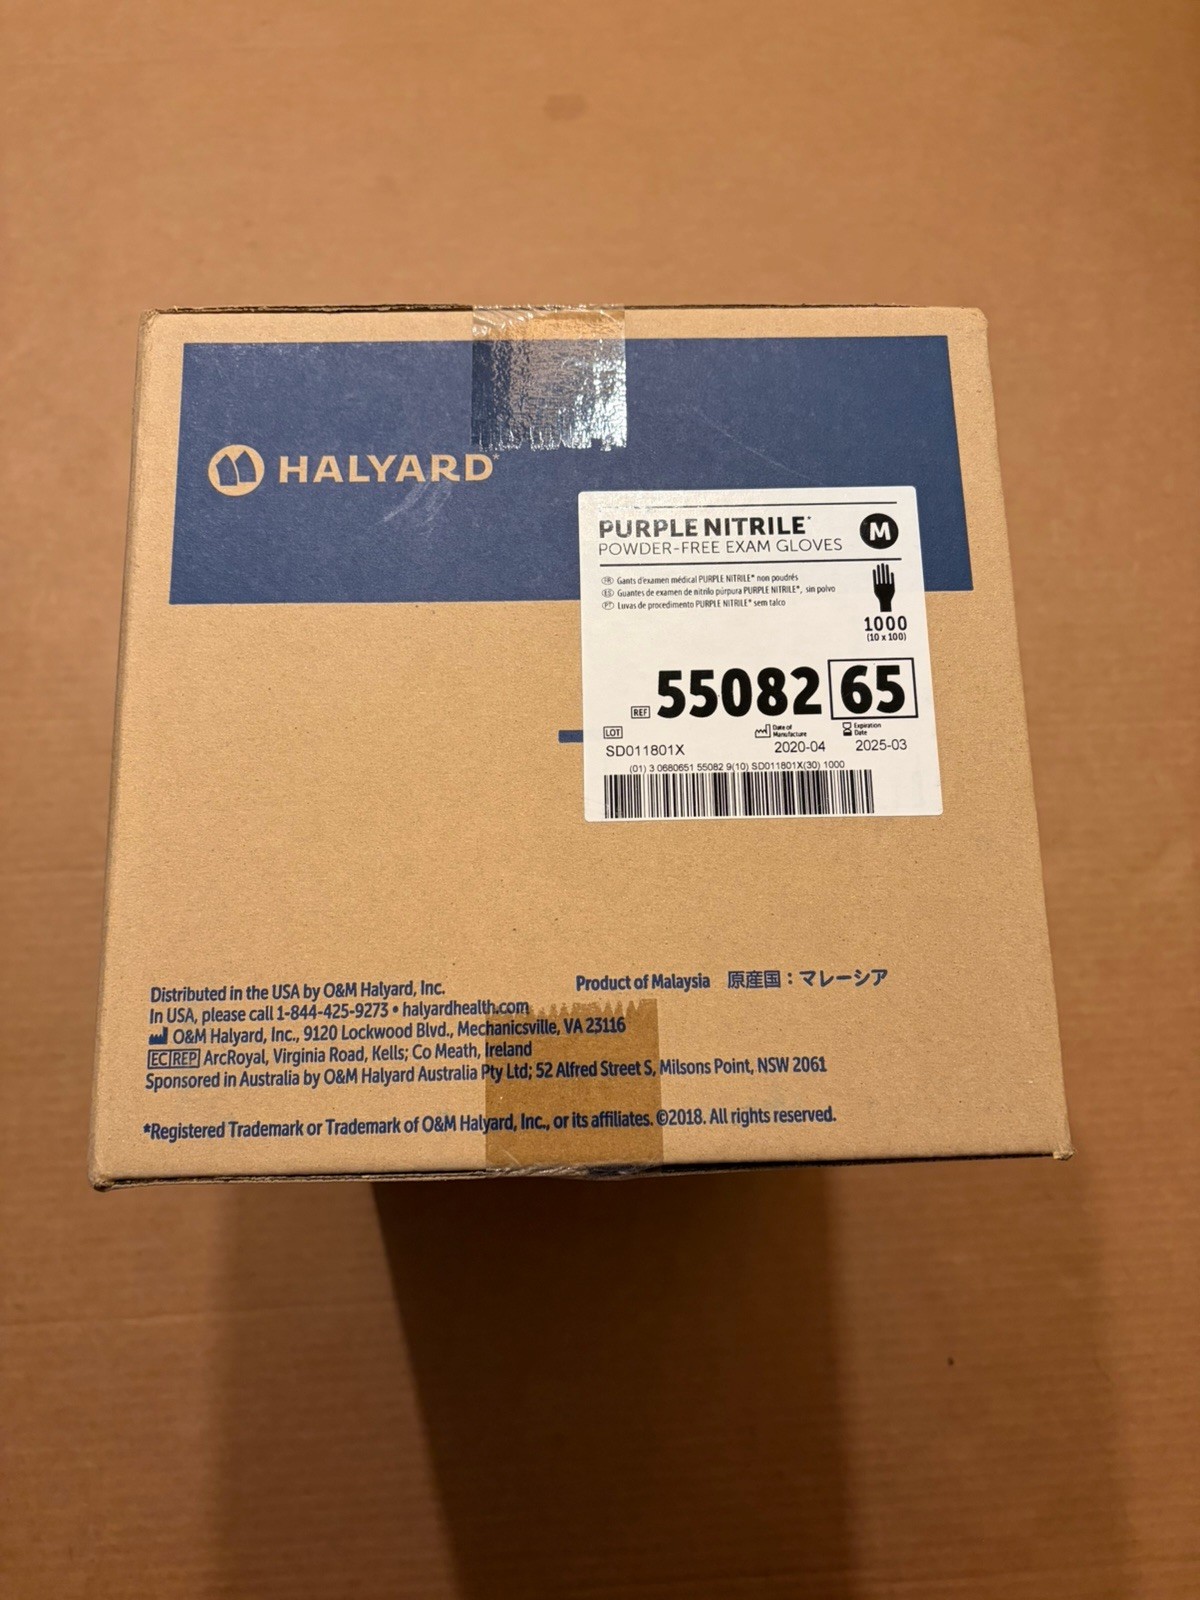 HALYARD*
PURPLE NITRILE*
POWDER-FREE EXAM GLOVES
M
FR Gants d'examen médical PURPLE NITRILE* non poudrés
ES Guantes de examen de nitrilo púrpura PURPLE NITRILE*, sin polvo
PT Luvas de procedimento PURPLE NITRILE* sem talco
1000
(10 x 100)
REF 55082 65
LOT
SD011801X
Date of
Manufacture
2020-04
Expiration
Date
2025-03
(01) 3 0680651 55082 9(10) SD011801X(30) 1000
Distributed in the USA by O&M Halyard, Inc.
In USA, please call 1-844-425-9273 • halyardhealth.com
O&M Halyard, Inc., 9120 Lockwood Blvd., Mechanicsville, VA 23116
EC REP ArcRoyal, Virginia Road, Kells; Co Meath, Ireland
Sponsored in Australia by O&M Halyard Australia Pty Ltd; 52 Alfred Street S, Milsons Point, NSW 2061
Product of Malaysia 原産国：マレーシア
*Registered Trademark or Trademark of O&M Halyard, Inc., or its affiliates. ©2018. All rights reserved.